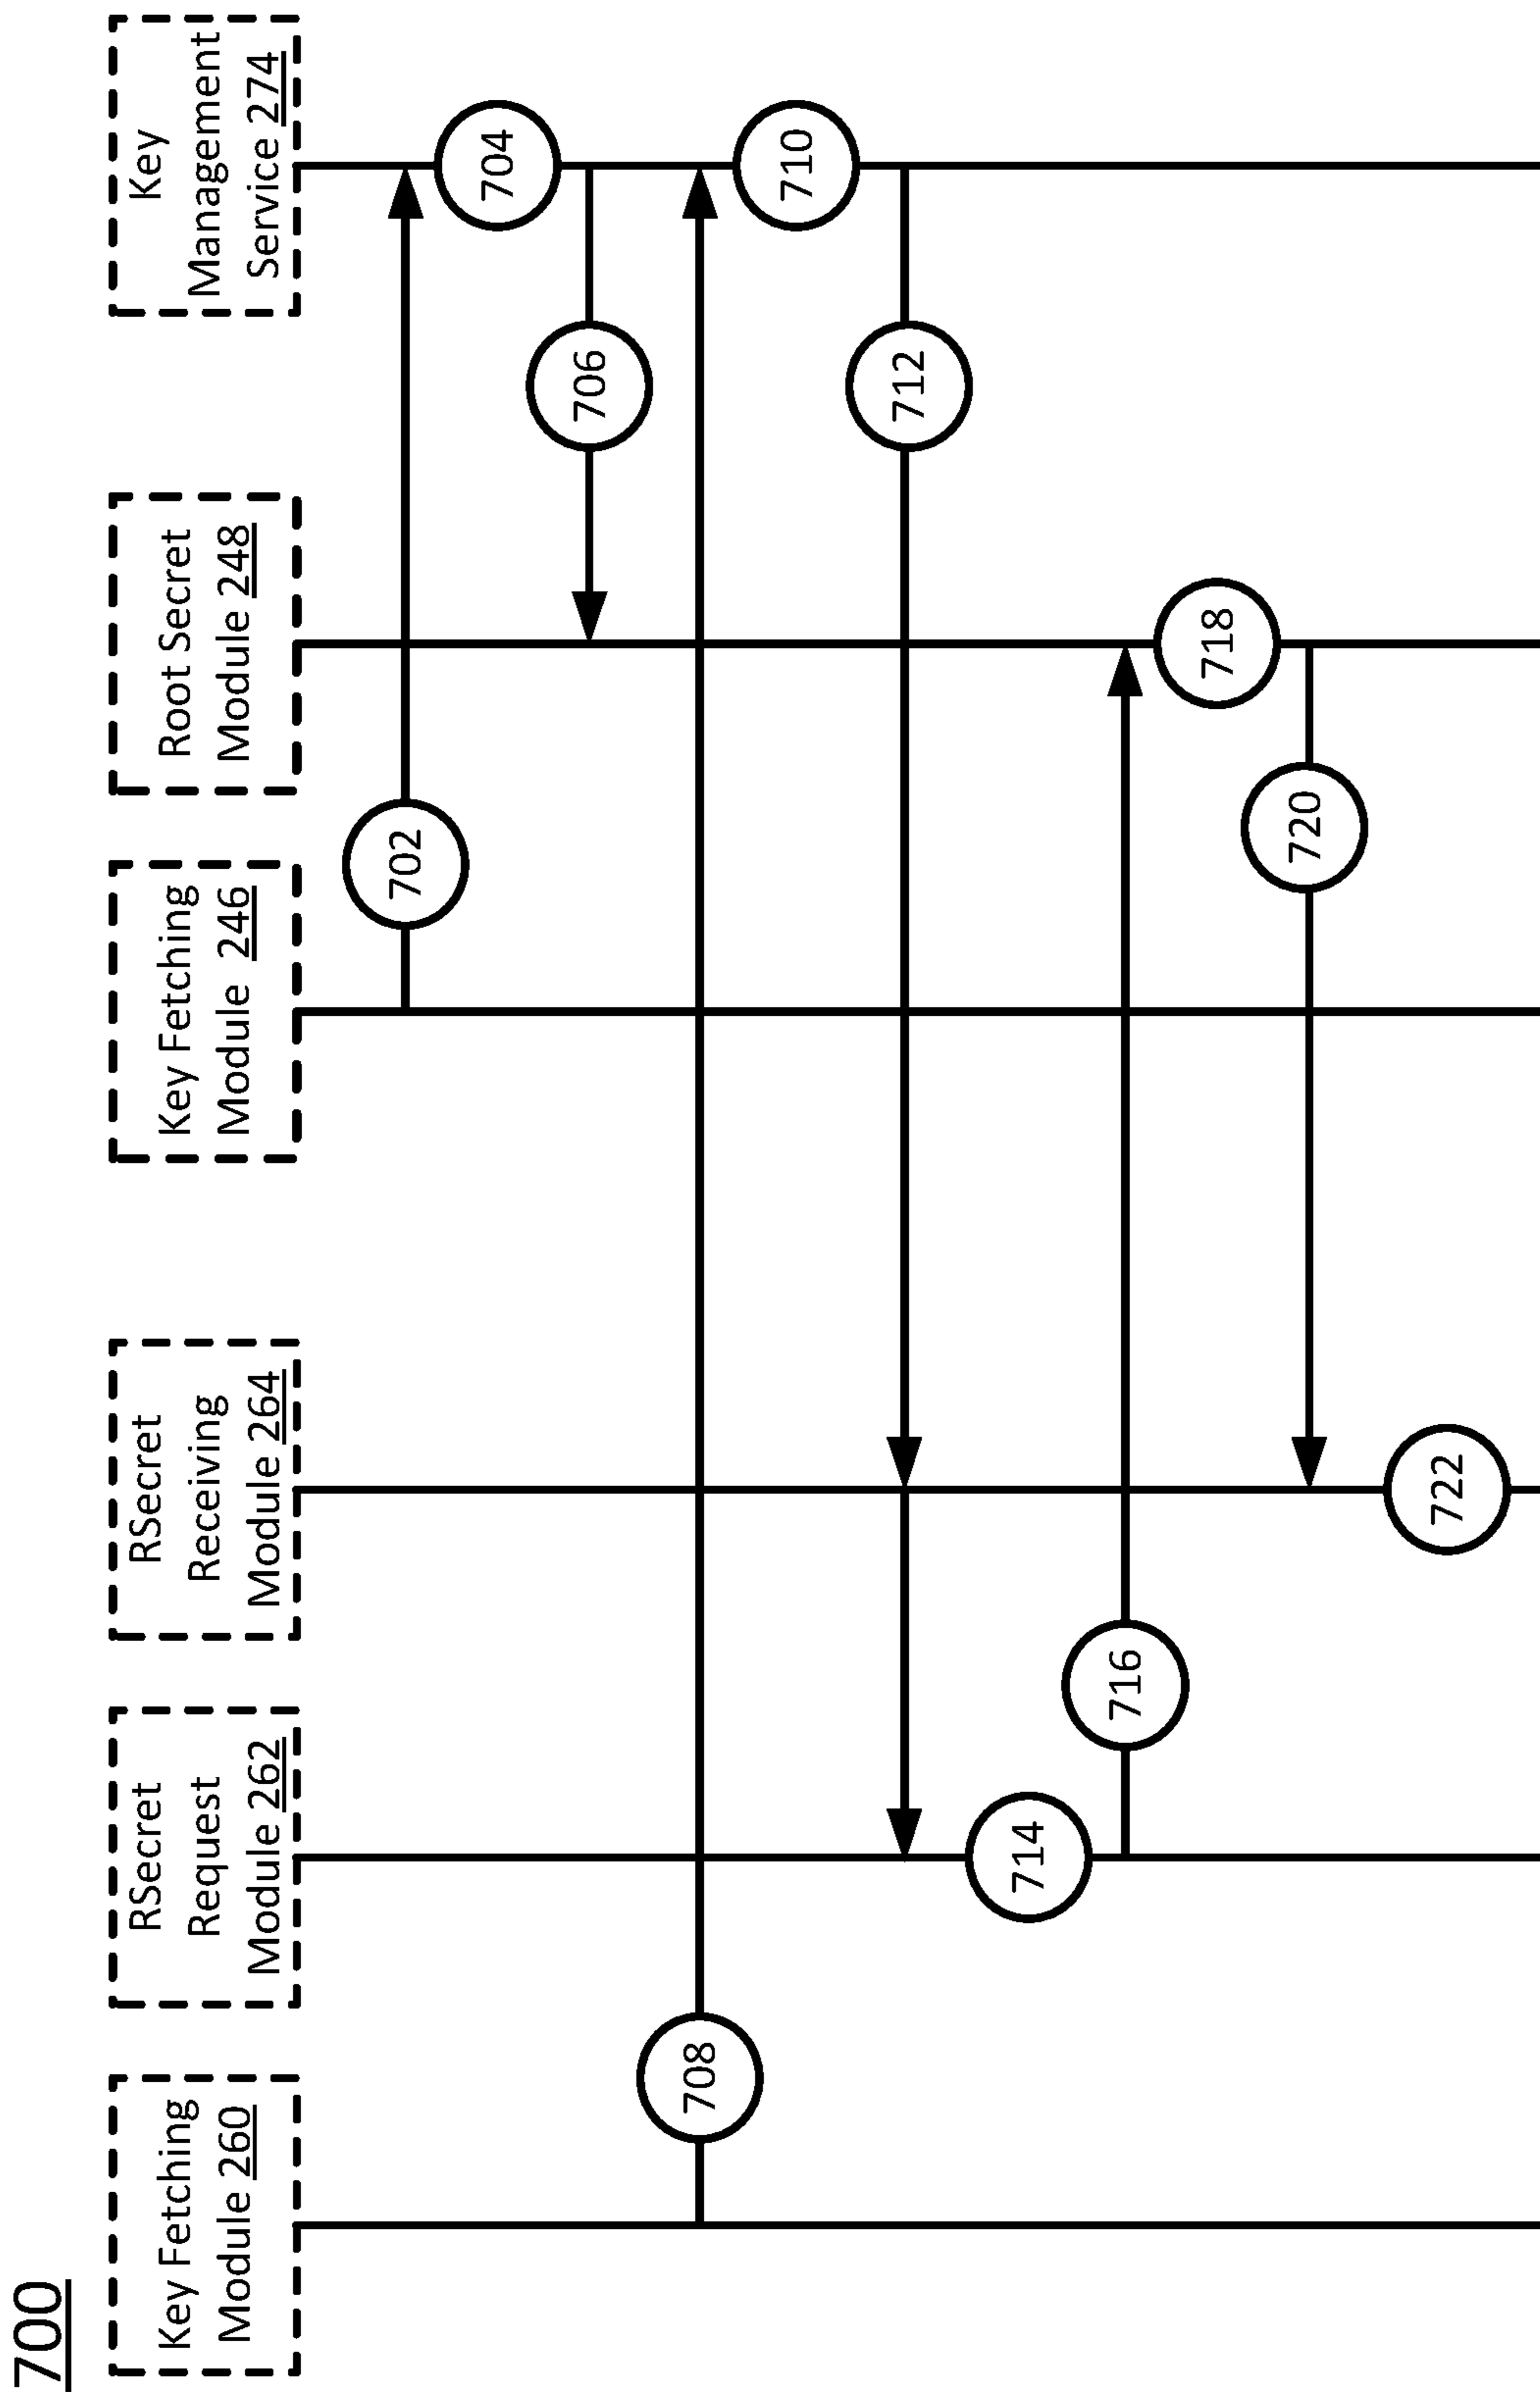 700
Key Fetching
Module 260
RSecret
Request
Module 262
RSecret
Receiving
Module 264
Key Fetching
Module 246
Root Secret
Module 248
Key
Management
Service 274
702
704
706
708
710
712
714
716
718
720
722